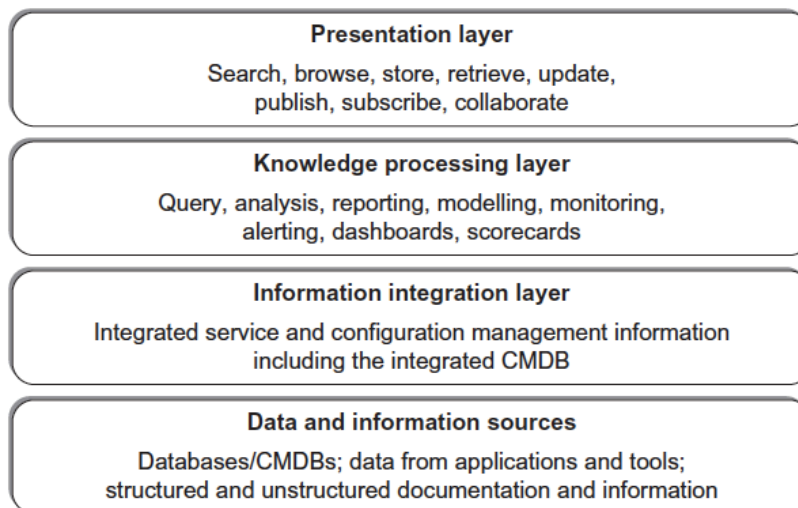 Presentation layer
Search, browse, store, retrieve, update,
publish, subscribe, collaborate
Knowledge processing layer
Query, analysis, reporting, modelling, monitoring,
alerting, dashboards, scorecards
Information integration layer
Integrated service and configuration management information
including the integrated CMDB
Data and information sources
Databases/CMDBs; data from applications and tools;
structured and unstructured documentation and information